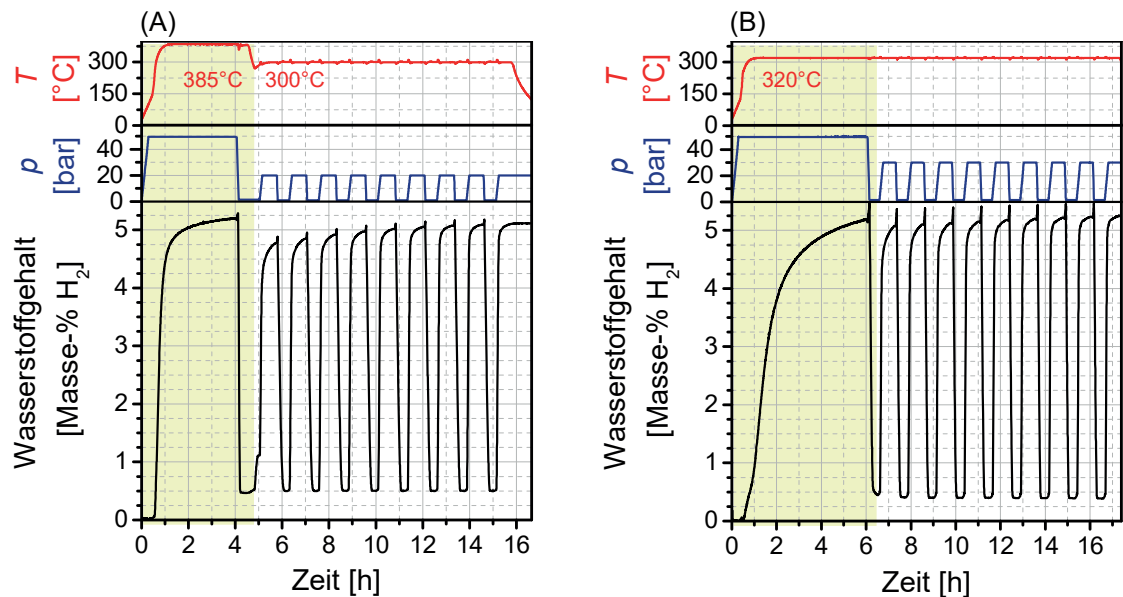 (A)
T
[°C]
300
150
0
385°C 300°C
p
[bar]
40
20
0
Wasserstoffgehalt
[Masse-% H₂]
5
4
3
2
1
0
0 2 4 6 8 10 12 14 16
Zeit [h]
(B)
T
[°C]
300
150
0
320°C
p
[bar]
40
20
0
Wasserstoffgehalt
[Masse-% H₂]
5
4
3
2
1
0
0 2 4 6 8 10 12 14 16
Zeit [h]